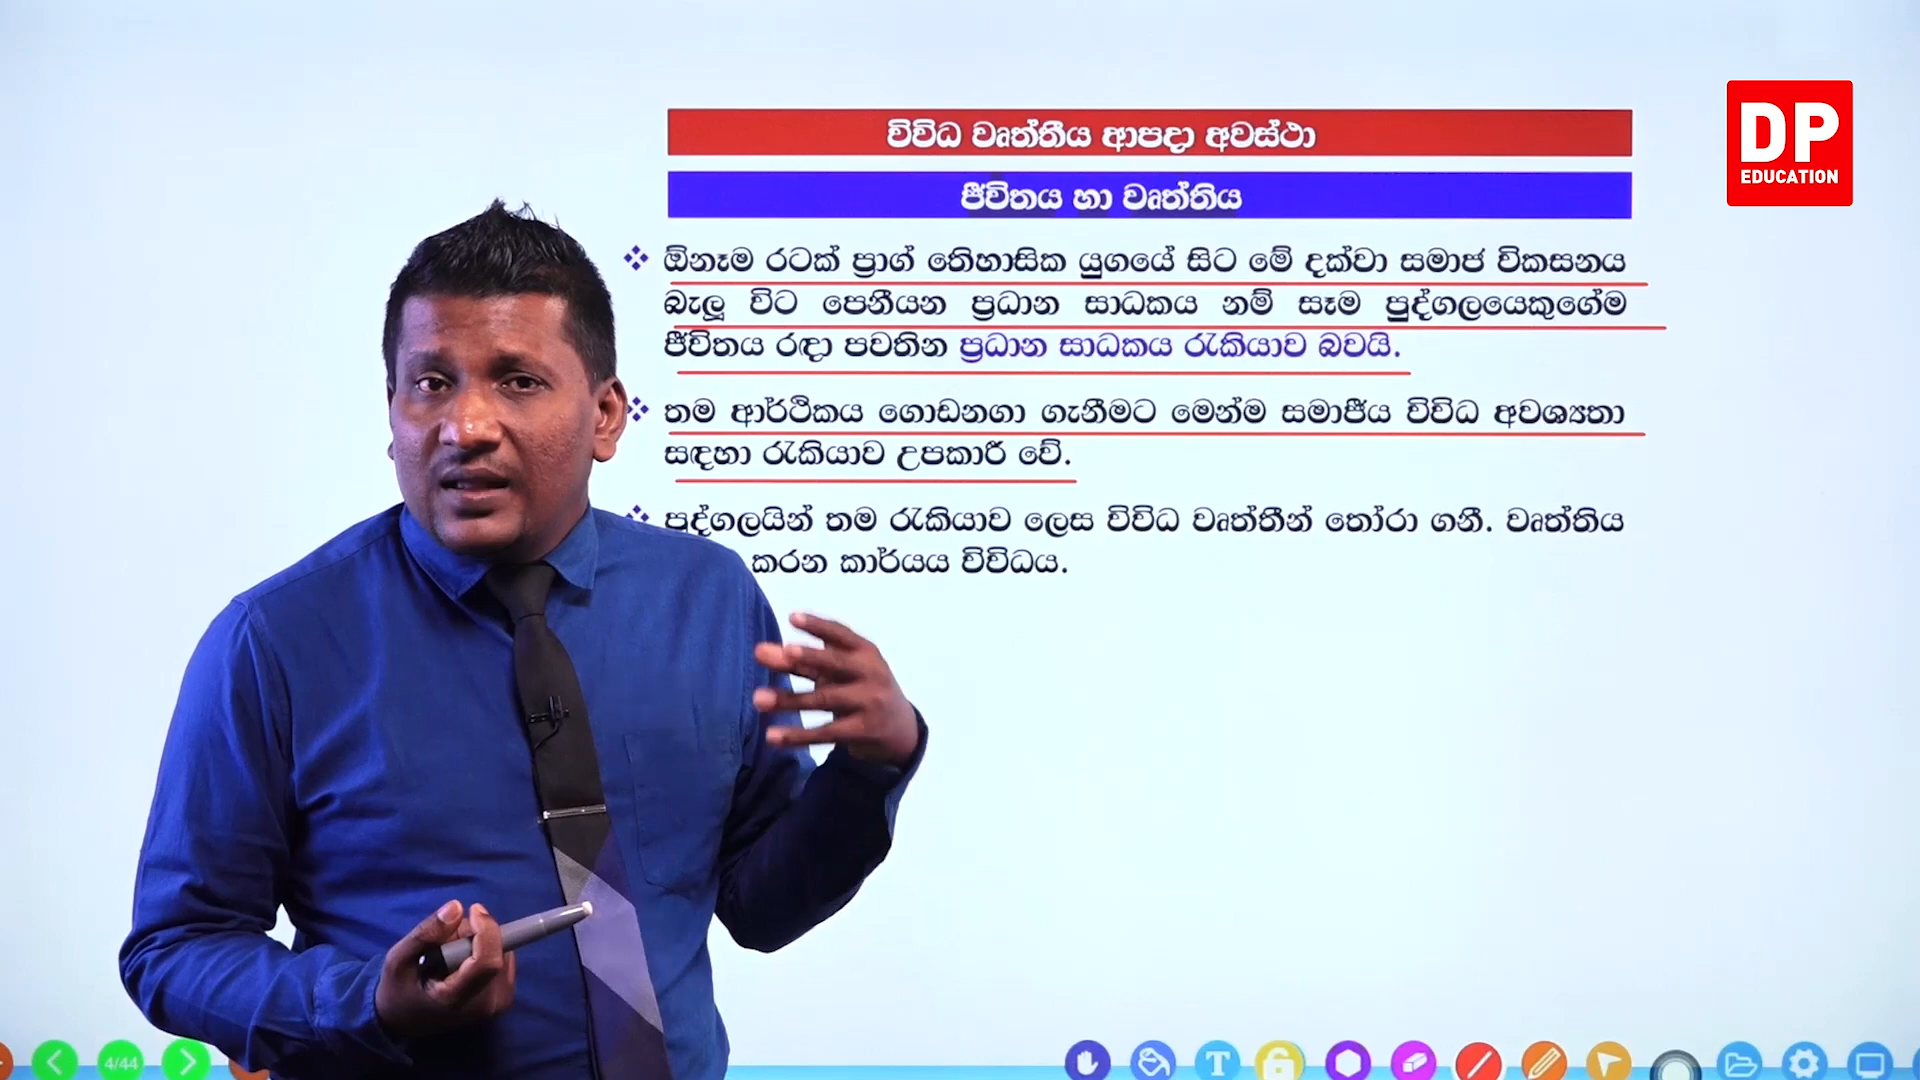 විවිධ වෘත්තීය ආපදා අවස්ථා
DP
EDUCATION
ජීවිතය හා වෘත්තිය
ඕනෑම රටක් ප්‍රාග් ඓතිහාසික යුගයේ සිට මේ දක්වා සමාජ විකසනය
බැලූ විට පෙනීයන ප්‍රධාන සාධකය නම් සෑම පුද්ගලයෙකුගේම
ජීවිතය රඳා පවතින ප්‍රධාන සාධකය රැකියාව බවයි.
තම ආර්ථිකය ගොඩනගා ගැනීමට මෙන්ම සමාජීය විවිධ අවශ්‍යතා
සඳහා රැකියාව උපකාරී වේ.
පුද්ගලයින් තම රැකියාව ලෙස විවිධ වෘත්තීන් තෝරා ගනී. වෘත්තිය
කරන කාර්යය විවිධය.
4/44